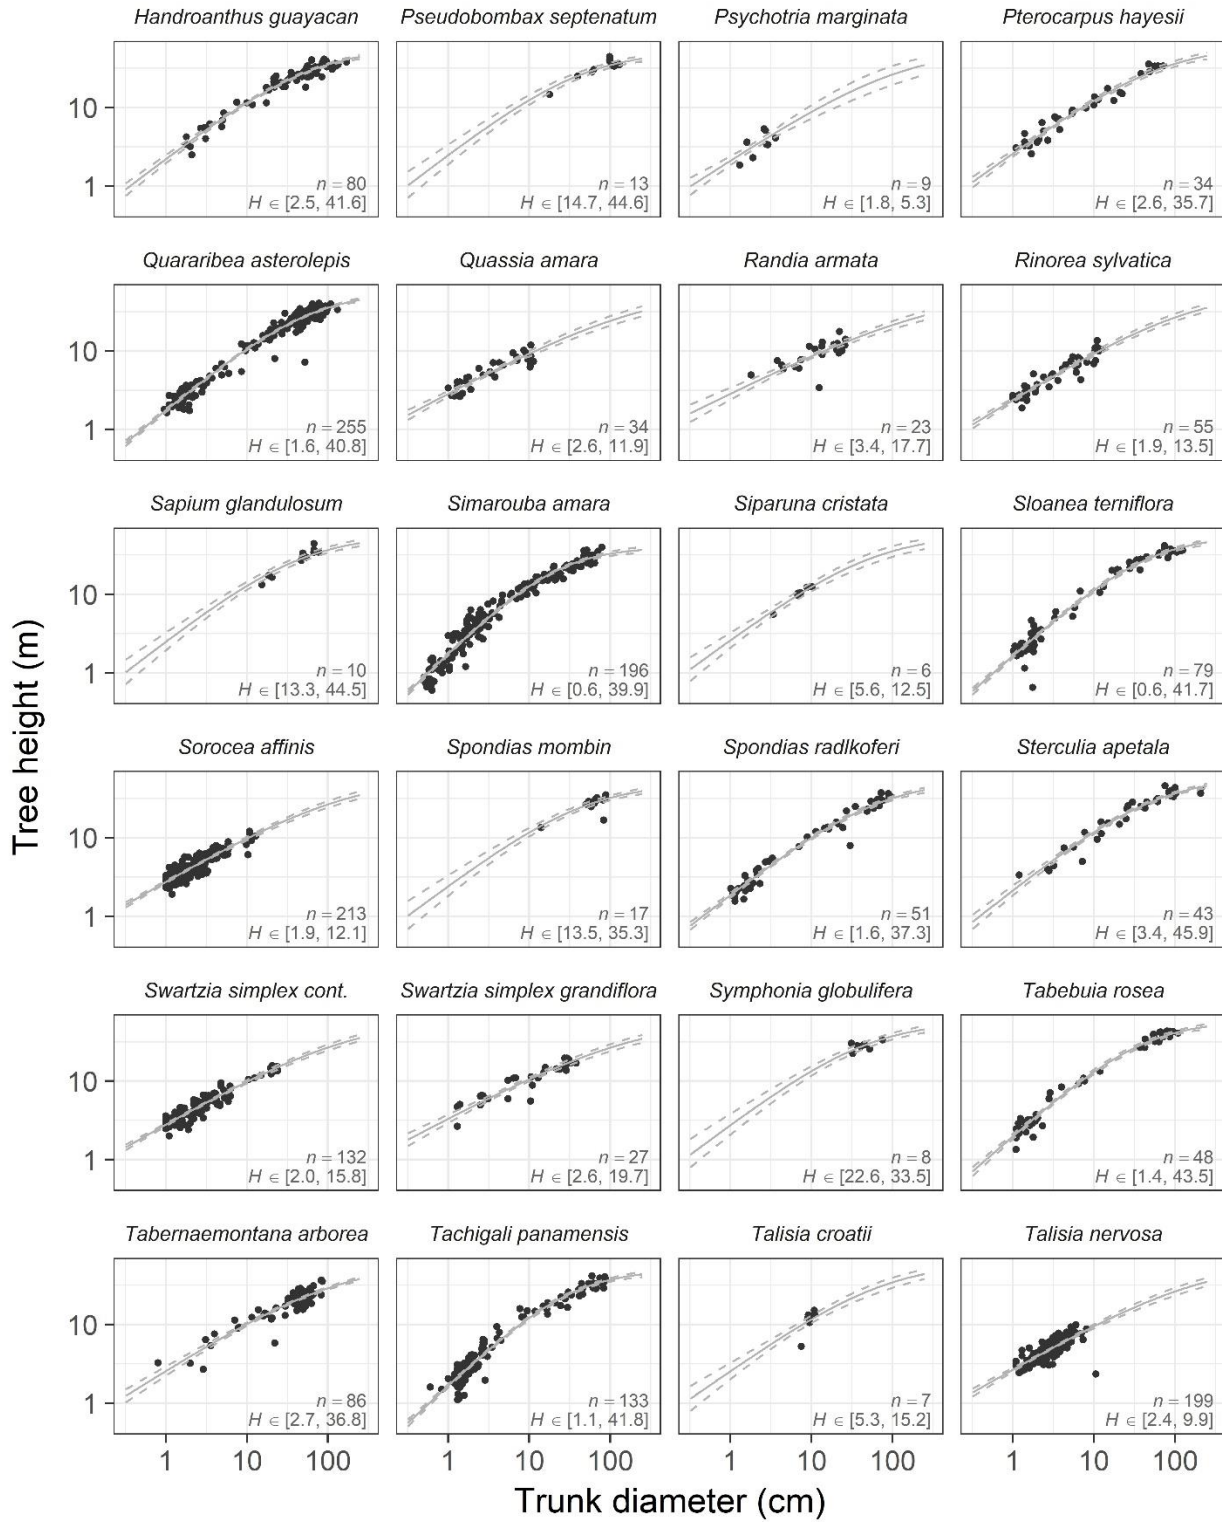 Handroanthus guayacan
Pseudobombax septenatum
Psychotria marginata
Pterocarpus hayesii
10
1
n = 80
H ∈ [2.5, 41.6]
n = 13
H ∈ [14.7, 44.6]
n = 9
H ∈ [1.8, 5.3]
n = 34
H ∈ [2.6, 35.7]
Quararibea asterolepis
Quassia amara
Randia armata
Rinorea sylvatica
10
1
n = 255
H ∈ [1.6, 40.8]
n = 34
H ∈ [2.6, 11.9]
n = 23
H ∈ [3.4, 17.7]
n = 55
H ∈ [1.9, 13.5]
Sapium glandulosum
Simarouba amara
Siparuna cristata
Sloanea terniflora
10
1
n = 10
H ∈ [13.3, 44.5]
n = 196
H ∈ [0.6, 39.9]
n = 6
H ∈ [5.6, 12.5]
n = 79
H ∈ [0.6, 41.7]
Tree height (m)
Sorocea affinis
Spondias mombin
Spondias radlkoferi
Sterculia apetala
10
1
n = 213
H ∈ [1.9, 12.1]
n = 17
H ∈ [13.5, 35.3]
n = 51
H ∈ [1.6, 37.3]
n = 43
H ∈ [3.4, 45.9]
Swartzia simplex cont.
Swartzia simplex grandiflora
Symphonia globulifera
Tabebuia rosea
10
1
n = 132
H ∈ [2.0, 15.8]
n = 27
H ∈ [2.6, 19.7]
n = 8
H ∈ [22.6, 33.5]
n = 48
H ∈ [1.4, 43.5]
Tabernaemontana arborea
Tachigali panamensis
Talisia croatii
Talisia nervosa
10
1
n = 86
H ∈ [2.7, 36.8]
n = 133
H ∈ [1.1, 41.8]
n = 7
H ∈ [5.3, 15.2]
n = 199
H ∈ [2.4, 9.9]
1 10 100
1 10 100
1 10 100
1 10 100
Trunk diameter (cm)